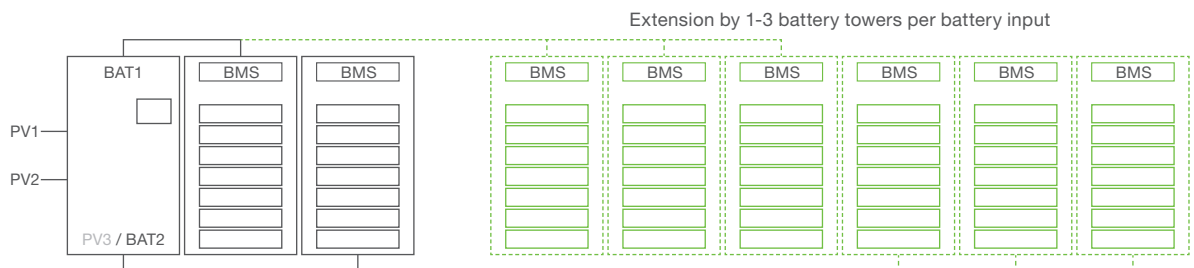 Extension by 1-3 battery towers per battery input
BAT1
BMS
BMS
BMS
BMS
BMS
BMS
BMS
BMS
PV1
PV2
PV3 / BAT2